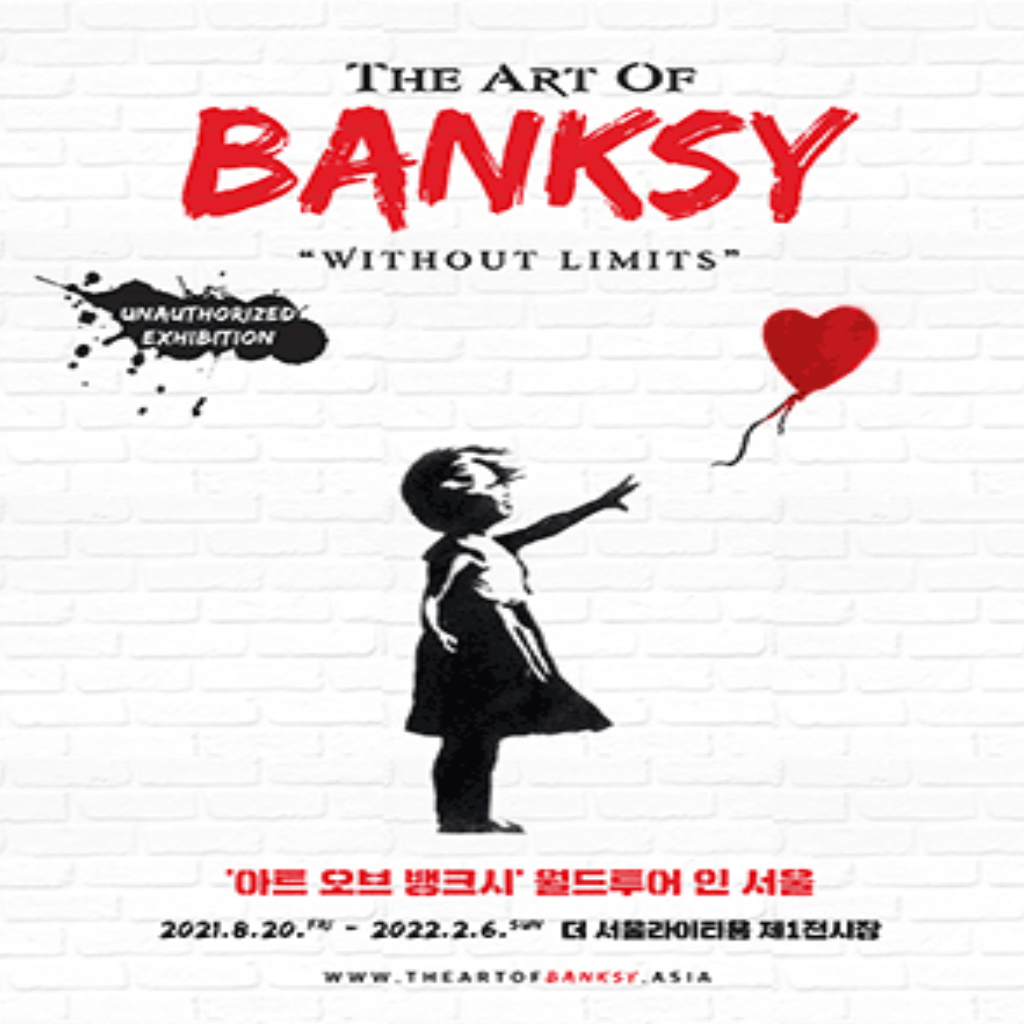 THE ART OF
BANKSY
"WITHOUT LIMITS"
UNAUTHORIZED
EXHIBITION
'아트 오브 뱅크시' 월드투어 인 서울
2021.8.20.FRI - 2022.2.6.SUN 더 서울라이티움 제1전시장
WWW.THEARTOFBANKSY.ASIA